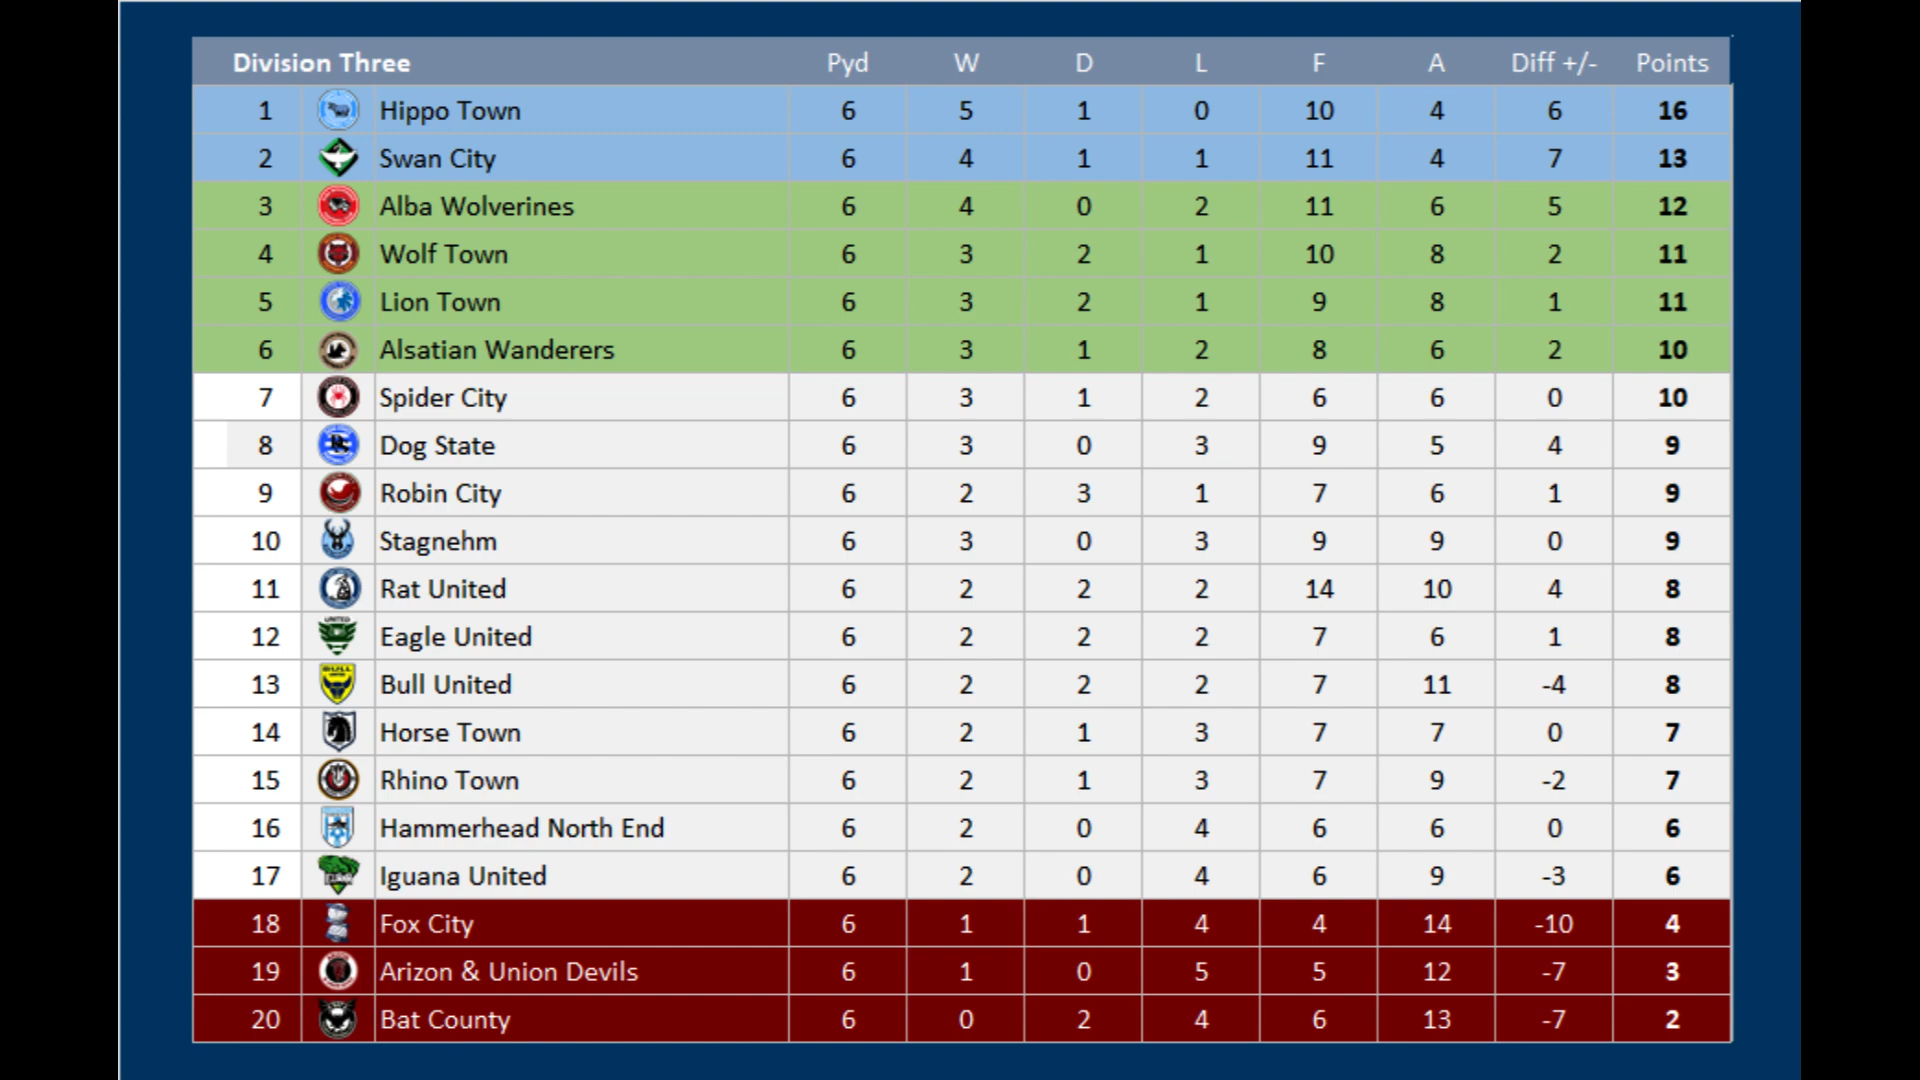 Division Three Pyd W D L F A Diff +/- Points
1 Hippo Town 6 5 1 0 10 4 6 16
2 Swan City 6 4 1 1 11 4 7 13
3 Alba Wolverines 6 4 0 2 11 6 5 12
4 Wolf Town 6 3 2 1 10 8 2 11
5 Lion Town 6 3 2 1 9 8 1 11
6 Alsatian Wanderers 6 3 1 2 8 6 2 10
7 Spider City 6 3 1 2 6 6 0 10
8 Dog State 6 3 0 3 9 5 4 9
9 Robin City 6 2 3 1 7 6 1 9
10 Stagnehm 6 3 0 3 9 9 0 9
11 Rat United 6 2 2 2 14 10 4 8
12 UNITED Eagle United 6 2 2 2 7 6 1 8
13 BULL Bull United 6 2 2 2 7 11 -4 8
14 Horse Town 6 2 1 3 7 7 0 7
15 Rhino Town 6 2 1 3 7 9 -2 7
16 Hammerhead North End 6 2 0 4 6 6 0 6
17 Iguana United 6 2 0 4 6 9 -3 6
18 Fox City 6 1 1 4 4 14 -10 4
19 Arizon & Union Devils 6 1 0 5 5 12 -7 3
20 Bat County 6 0 2 4 6 13 -7 2